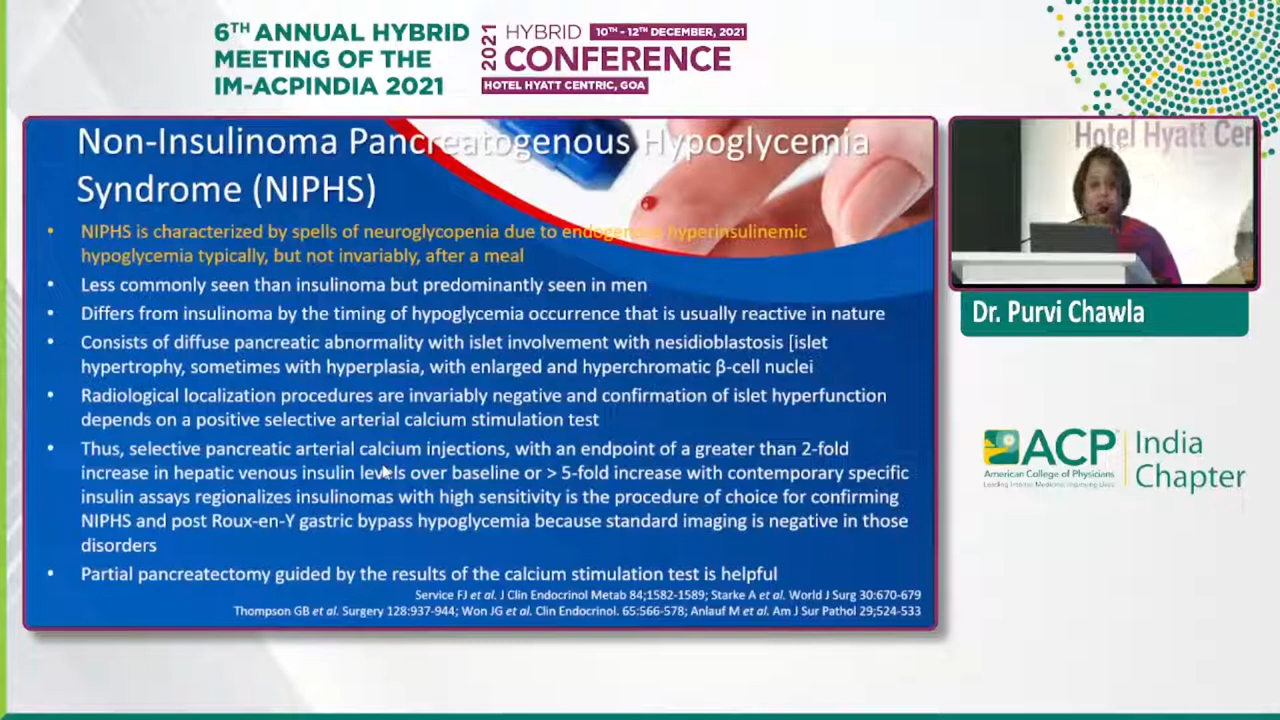 6TH ANNUAL HYBRID
MEETING OF THE
IM-ACPINDIA 2021
2021
HYBRID 10TH - 12TH DECEMBER, 2021
CONFERENCE
HOTEL HYATT CENTRIC, GOA
Non-Insulinoma Pancreatogenous Hypoglycemia
Syndrome (NIPHS)
• NIPHS is characterized by spells of neuroglycopenia due to endogenous hyperinsulinemic
hypoglycemia typically, but not invariably, after a meal
• Less commonly seen than insulinoma but predominantly seen in men
• Differs from insulinoma by the timing of hypoglycemia occurrence that is usually reactive in nature
• Consists of diffuse pancreatic abnormality with islet involvement with nesidioblastosis [islet
hypertrophy, sometimes with hyperplasia, with enlarged and hyperchromatic β-cell nuclei
• Radiological localization procedures are invariably negative and confirmation of islet hyperfunction
depends on a positive selective arterial calcium stimulation test
• Thus, selective pancreatic arterial calcium injections, with an endpoint of a greater than 2-fold
increase in hepatic venous insulin levels over baseline or > 5-fold increase with contemporary specific
insulin assays regionalizes insulinomas with high sensitivity is the procedure of choice for confirming
NIPHS and post Roux-en-Y gastric bypass hypoglycemia because standard imaging is negative in those
disorders
• Partial pancreatectomy guided by the results of the calcium stimulation test is helpful
Service FJ et al. J Clin Endocrinol Metab 84;1582-1589; Starke A et al. World J Surg 30:670-679
Thompson GB et al. Surgery 128:937-944; Won JG et al. Clin Endocrinol. 65:566-578; Anlauf M et al. Am J Sur Pathol 29;524-533
Hotel Hyatt Cen
Dr. Purvi Chawla
ACP
American College of Physicians
Leading Internal Medicine, Improving Lives
India
Chapter